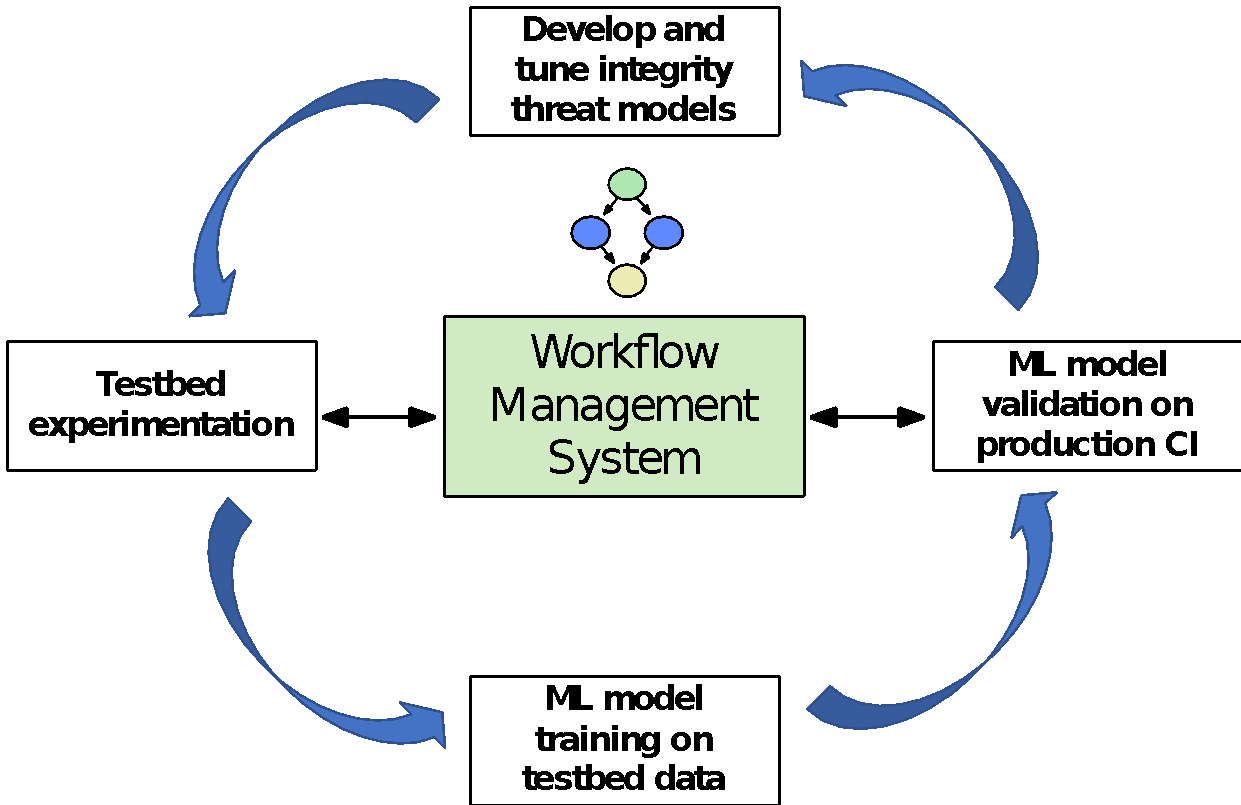 Develop and
tune integrity
threat models
Workflow
Management
System
Testbed
experimentation
ML model
validation on
production CI
ML model
training on
testbed data